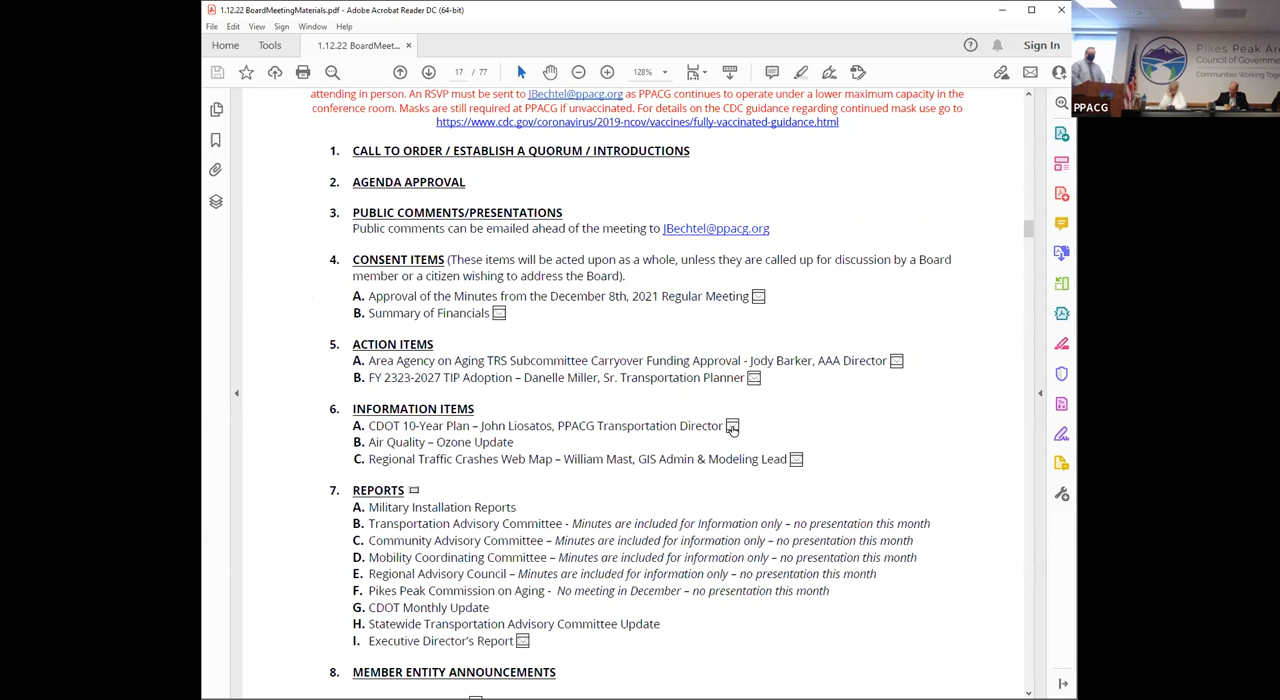 1.12.22 BoardMeetingMaterials.pdf - Adobe Acrobat Reader DC (64-bit)
File Edit View Sign Window Help
Home Tools 1.12.22 BoardMeet... × Sign In
17 / 77 128%
attending in person. An RSVP must be sent to JBechtel@ppacg.org as PPACG continues to operate under a lower maximum capacity in the
conference room. Masks are still required at PPACG if unvaccinated. For details on the CDC guidance regarding continued mask use go to
https://www.cdc.gov/coronavirus/2019-ncov/vaccines/fully-vaccinated-guidance.html
1. CALL TO ORDER / ESTABLISH A QUORUM / INTRODUCTIONS
2. AGENDA APPROVAL
3. PUBLIC COMMENTS/PRESENTATIONS
Public comments can be emailed ahead of the meeting to JBechtel@ppacg.org
4. CONSENT ITEMS (These items will be acted upon as a whole, unless they are called up for discussion by a Board
member or a citizen wishing to address the Board).
A. Approval of the Minutes from the December 8th, 2021 Regular Meeting
B. Summary of Financials
5. ACTION ITEMS
A. Area Agency on Aging TRS Subcommittee Carryover Funding Approval - Jody Barker, AAA Director
B. FY 2323-2027 TIP Adoption – Danelle Miller, Sr. Transportation Planner
6. INFORMATION ITEMS
A. CDOT 10-Year Plan – John Liosatos, PPACG Transportation Director
B. Air Quality – Ozone Update
C. Regional Traffic Crashes Web Map – William Mast, GIS Admin & Modeling Lead
7. REPORTS
A. Military Installation Reports
B. Transportation Advisory Committee - Minutes are included for Information only – no presentation this month
C. Community Advisory Committee – Minutes are included for information only – no presentation this month
D. Mobility Coordinating Committee – Minutes are included for information only – no presentation this month
E. Regional Advisory Council – Minutes are included for information only – no presentation this month
F. Pikes Peak Commission on Aging - No meeting in December – no presentation this month
G. CDOT Monthly Update
H. Statewide Transportation Advisory Committee Update
I. Executive Director's Report
8. MEMBER ENTITY ANNOUNCEMENTS
Pikes Peak Are
Council of Governme
Communities Working Toge
PPACG